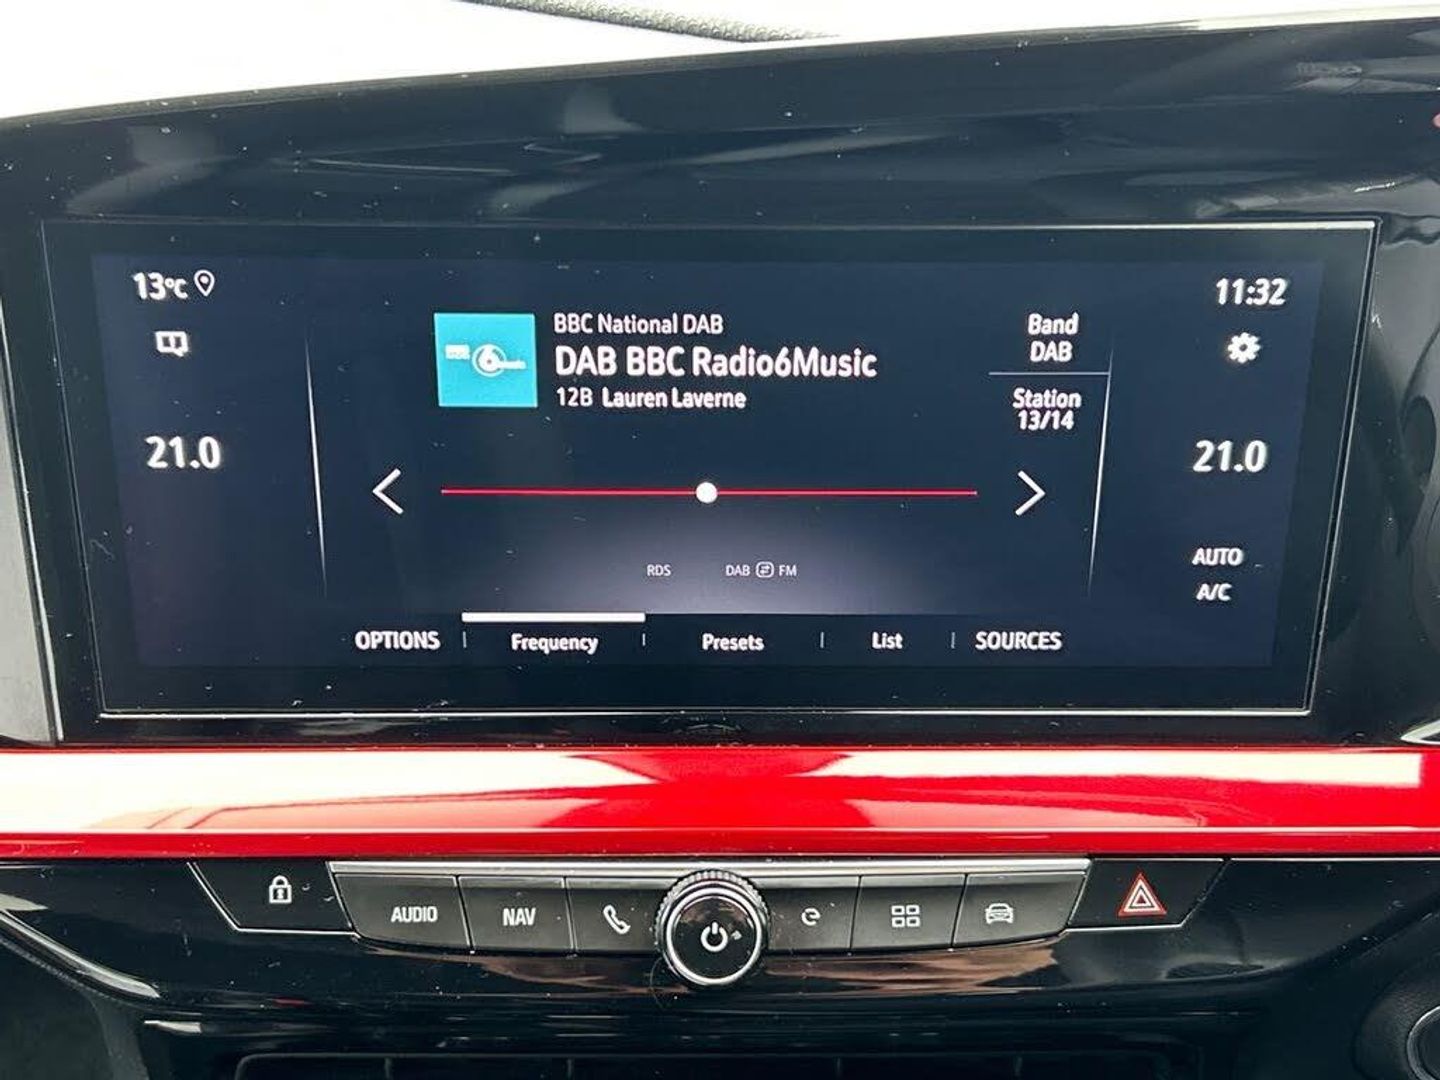 13°C
11:32
BBC National DAB
DAB BBC Radio6Music
12B Lauren Laverne
Band
DAB
Station
13/14
21.0
21.0
RDS
DAB FM
AUTO
A/C
OPTIONS
Frequency
Presets
List
SOURCES
AUDIO
NAV